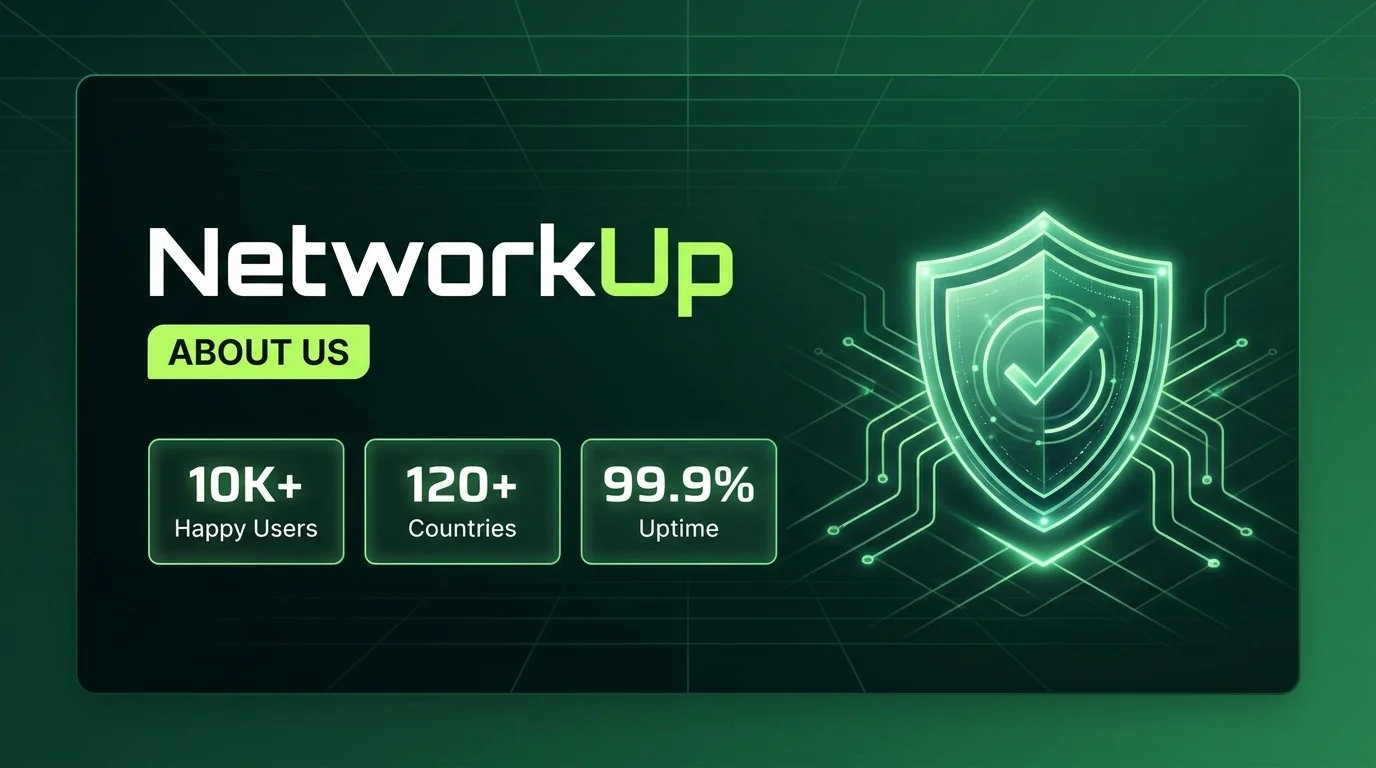 NetworkUp
ABOUT US
10K+
Happy Users
120+
Countries
99.9%
Uptime